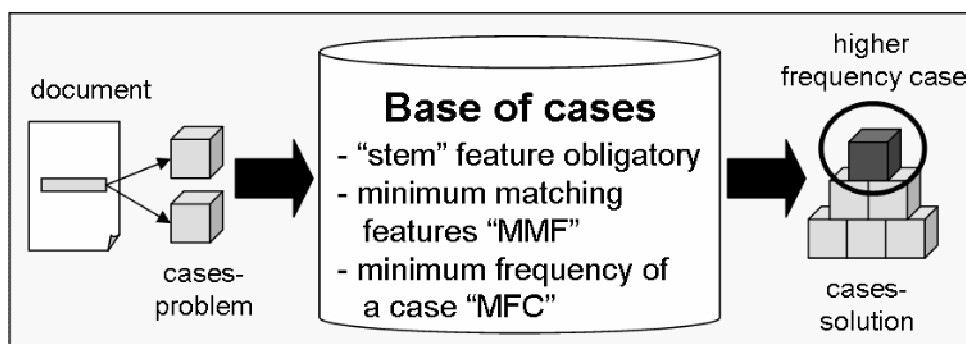 document
cases-
problem
Base of cases
- “stem” feature obligatory
- minimum matching
features “MMF”
- minimum frequency of
a case “MFC”
higher
frequency case
cases-
solution